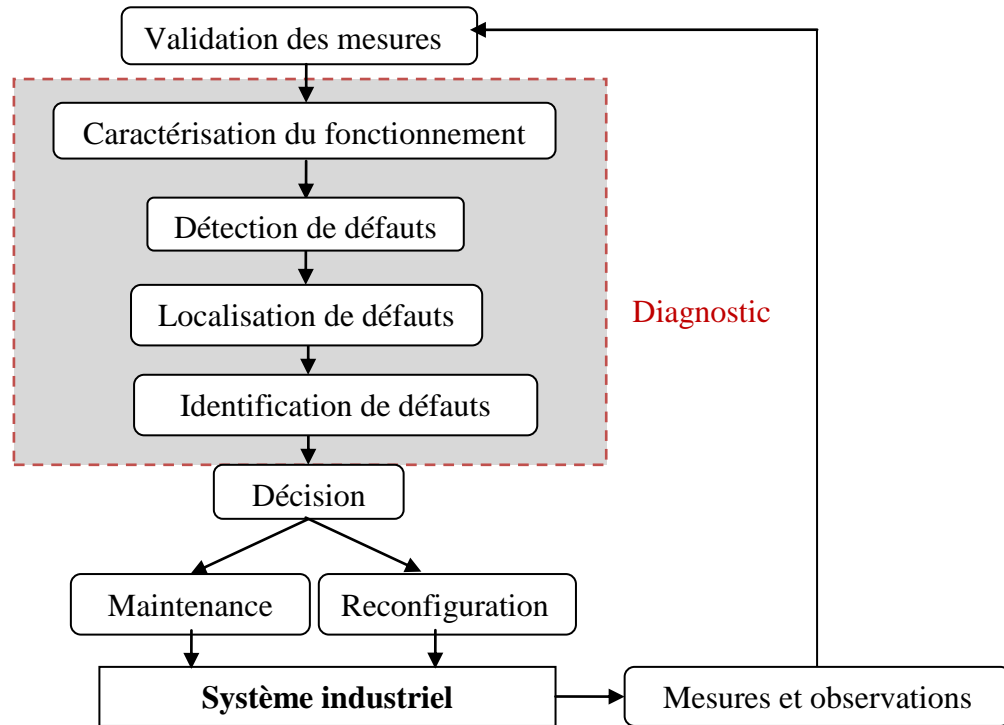 Validation des mesures
Caractérisation du fonctionnement
Détection de défauts
Localisation de défauts
Diagnostic
Identification de défauts
Décision
Maintenance
Reconfiguration
Système industriel
Mesures et observations